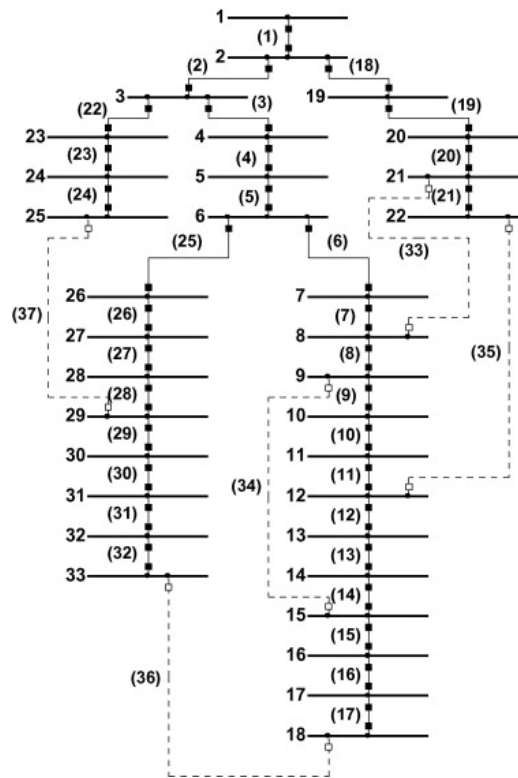 1
(1)
2
(2) (18)
3 19
(22) (3) (19)
23 4 20
(23) (4) (20)
24 5 21
(24) (5) (21)
25 6 22
(25) (6) (33)
26 7
(37) (26) (7)
27 8
(27) (8) (35)
28 9
(28) (9)
29 10
(29) (10)
30 11
(30) (11) (34)
31 12
(31) (12)
32 13
(32) (13)
33 14
(14)
15
(15)
16
(36) (16)
17
(17)
18